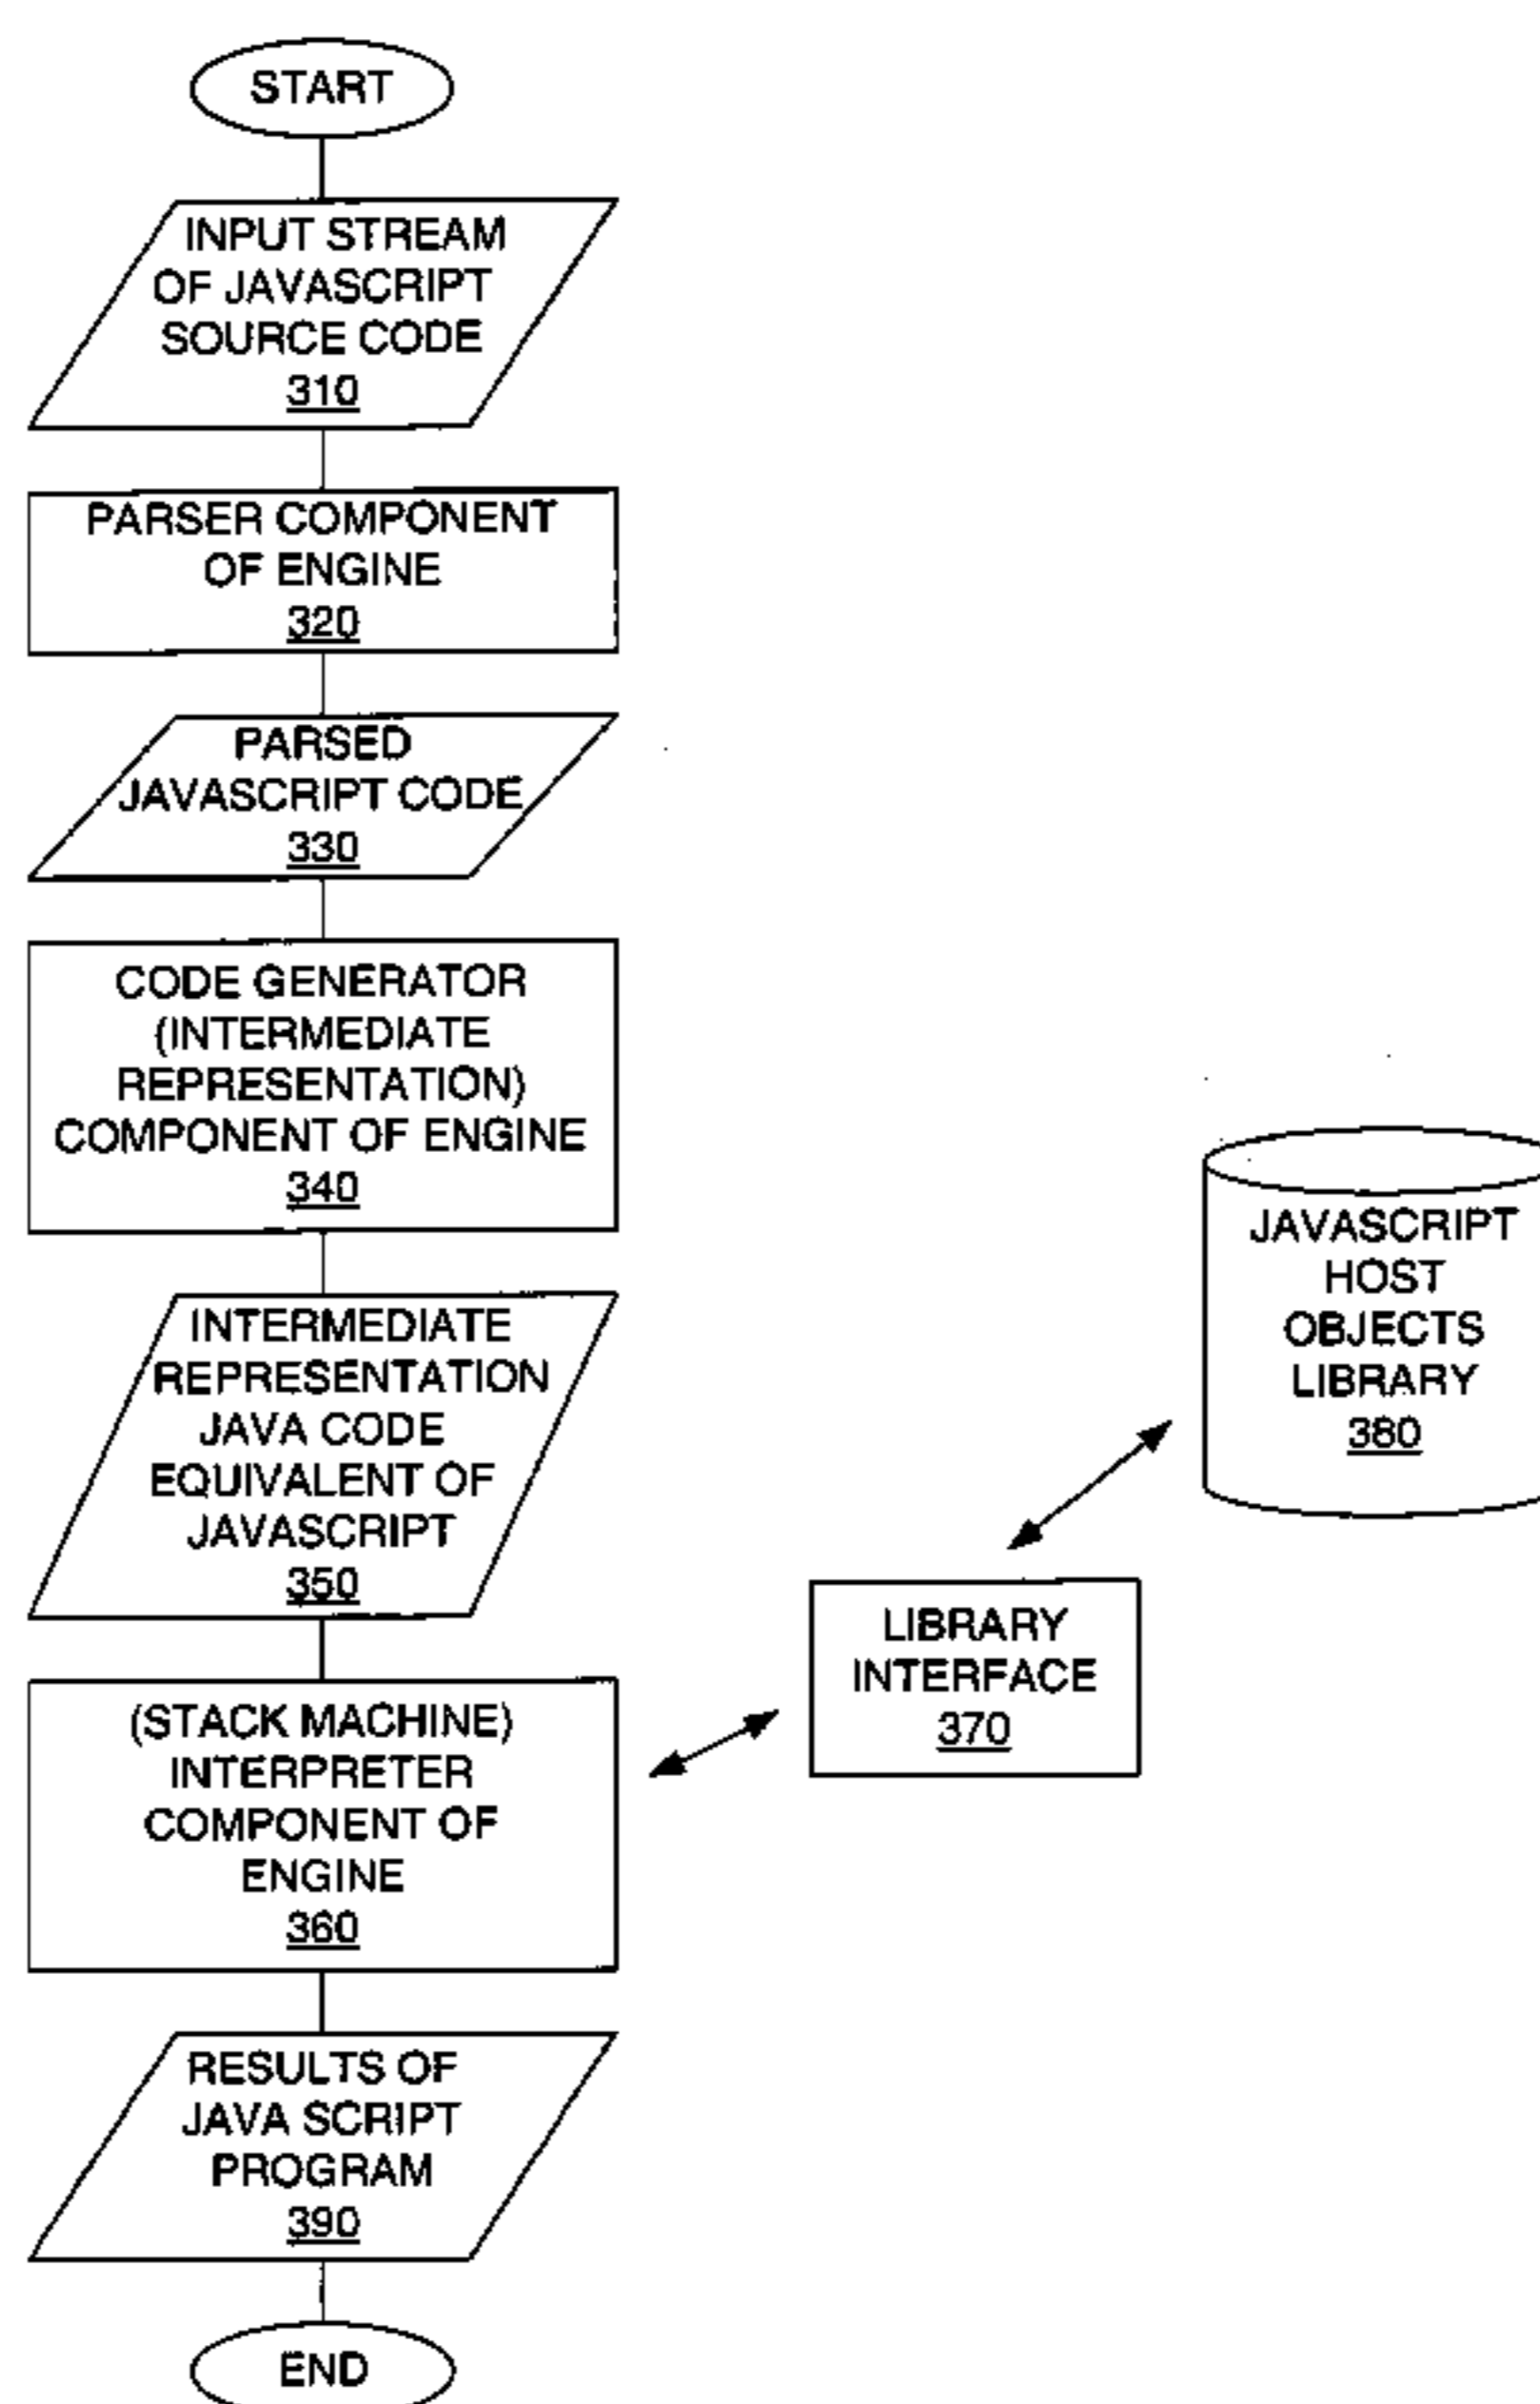 START
INPUT STREAM
OF JAVASCRIPT
SOURCE CODE
310
PARSER COMPONENT
OF ENGINE
320
PARSED
JAVASCRIPT CODE
330
CODE GENERATOR
(INTERMEDIATE
REPRESENTATION)
COMPONENT OF ENGINE
340
INTERMEDIATE
REPRESENTATION
JAVA CODE
EQUIVALENT OF
JAVASCRIPT
350
(STACK MACHINE)
INTERPRETER
COMPONENT OF
ENGINE
360
LIBRARY
INTERFACE
370
JAVASCRIPT
HOST
OBJECTS
LIBRARY
380
RESULTS OF
JAVA SCRIPT
PROGRAM
390
END